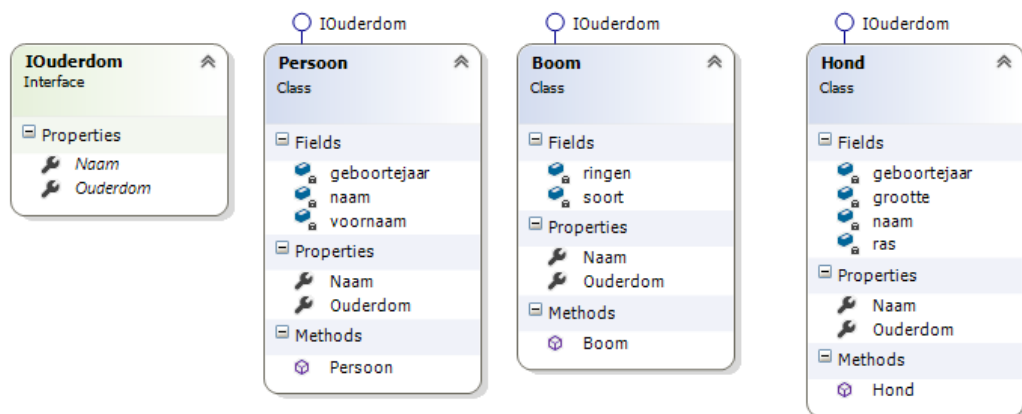 IOuderdom
Interface
Properties
Naam
Ouderdom
IOuderdom
Persoon
Class
Fields
geboortejaar
naam
voornaam
Properties
Naam
Ouderdom
Methods
Persoon
IOuderdom
Boom
Class
Fields
ringen
soort
Properties
Naam
Ouderdom
Methods
Boom
IOuderdom
Hond
Class
Fields
geboortejaar
grootte
naam
ras
Properties
Naam
Ouderdom
Methods
Hond